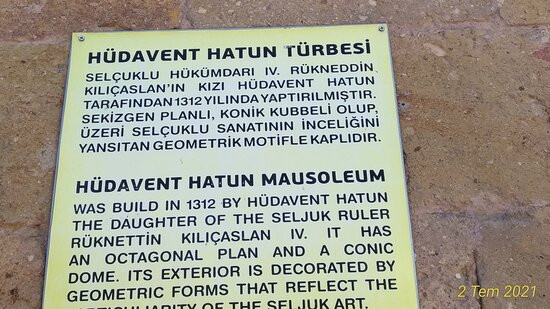 HÜDAVENT HATUN TÜRBESİ
SELÇUKLU HÜKÜMDARI IV. RÜKNEDDİN
KILIÇASLAN'IN KIZI HÜDAVENT HATUN
TARAFINDAN 1312 YILINDA YAPTIRILMIŞTIR.
SEKİZGEN PLANLI, KONİK KUBBELİ OLUP,
ÜZERİ SELÇUKLU SANATININ İNCELİĞİNİ
YANSITAN GEOMETRİK MOTİFLE KAPLIDIR.
HÜDAVENT HATUN MAUSOLEUM
WAS BUILD IN 1312 BY HÜDAVENT HATUN
THE DAUGHTER OF THE SELJUK RULER
RÜKNETTİN KILIÇASLAN IV. IT HAS
AN OCTAGONAL PLAN AND A CONIC
DOME. ITS EXTERIOR IS DECORATED BY
GEOMETRIC FORMS THAT REFLECT THE
OF THE SELJUK ART.
2 Tem 2021